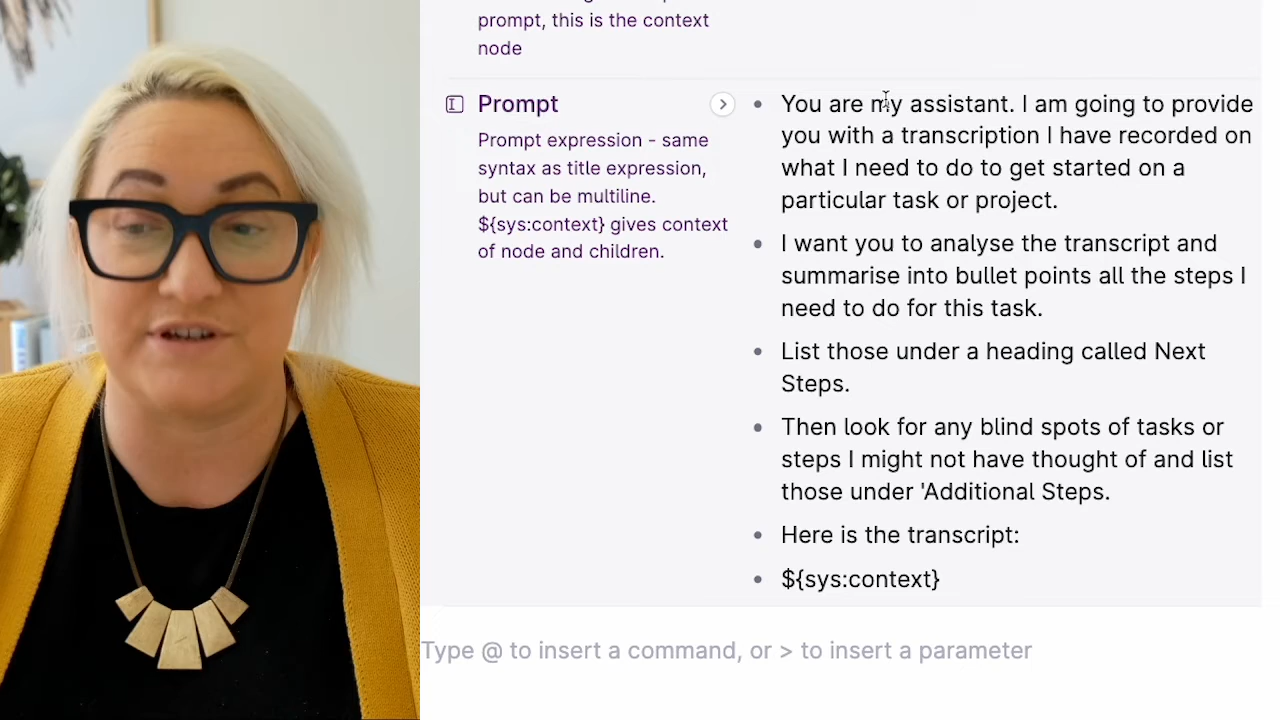 prompt, this is the context
node
Prompt
Prompt expression - same
syntax as title expression,
but can be multiline.
${sys:context} gives context
of node and children.
You are my assistant. I am going to provide
you with a transcription I have recorded on
what I need to do to get started on a
particular task or project.
I want you to analyse the transcript and
summarise into bullet points all the steps I
need to do for this task.
List those under a heading called Next
Steps.
Then look for any blind spots of tasks or
steps I might not have thought of and list
those under 'Additional Steps.
Here is the transcript:
${sys:context}
Type @ to insert a command, or > to insert a parameter